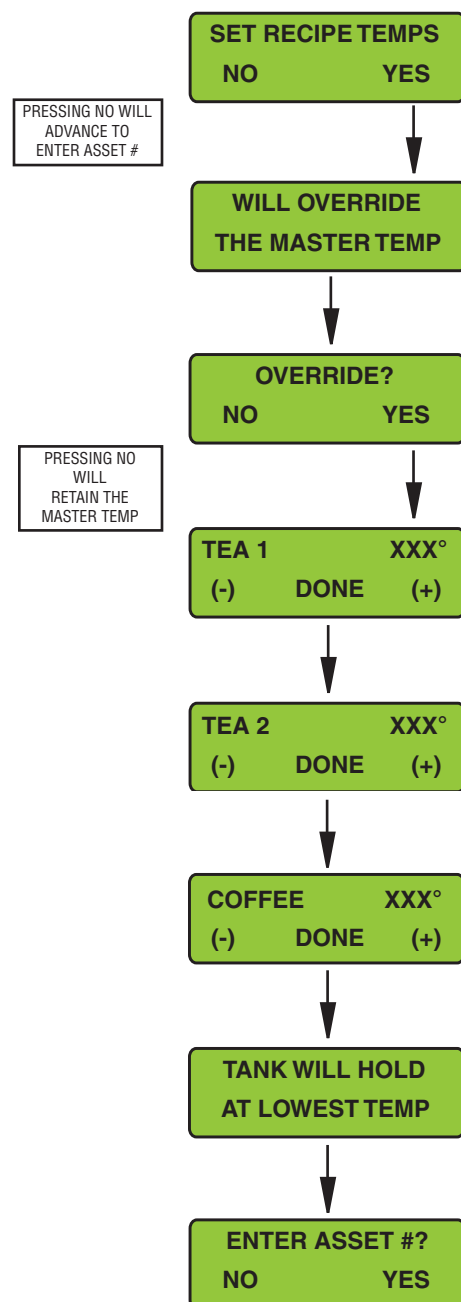 SET RECIPE TEMPS
NO YES
PRESSING NO WILL
ADVANCE TO
ENTER ASSET #
WILL OVERRIDE
THE MASTER TEMP
OVERRIDE?
NO YES
PRESSING NO
WILL
RETAIN THE
MASTER TEMP
TEA 1 XXX°
(-) DONE (+)
TEA 2 XXX°
(-) DONE (+)
COFFEE XXX°
(-) DONE (+)
TANK WILL HOLD
AT LOWEST TEMP
ENTER ASSET #?
NO YES